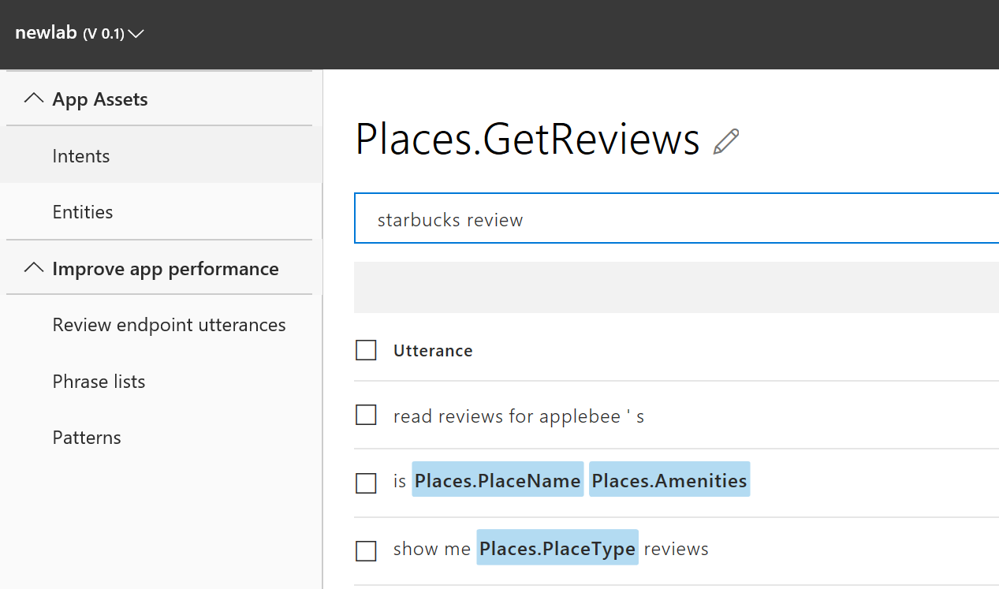 newlab (V 0.1)
App Assets
Intents
Entities
Improve app performance
Review endpoint utterances
Phrase lists
Patterns
Places.GetReviews
starbucks review
Utterance
read reviews for applebee ' s
is Places.PlaceName Places.Amenities
show me Places.PlaceType reviews